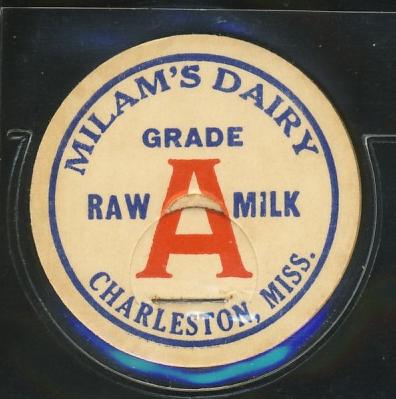 MILAM'S DAIRY
GRADE
RAW A MILK
CHARLESTON, MISS.